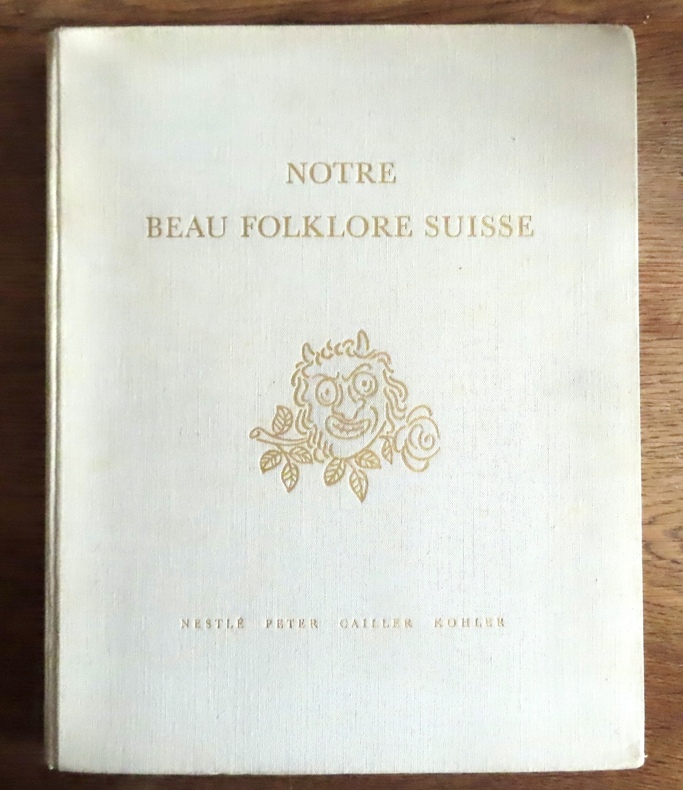 NOTRE
BEAU FOLKLORE SUISSE
NESTLÉ PETER CAILLER KOHLER